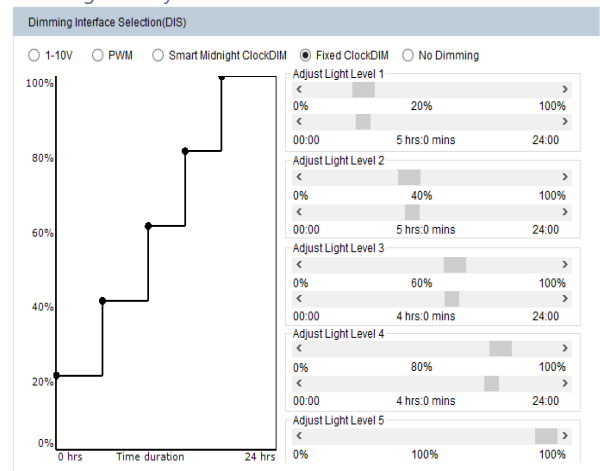 Dimming Interface Selection(DIS)
1-10V PWM Smart Midnight ClockDIM Fixed ClockDIM No Dimming
100%
80%
60%
40%
20%
0%
0 hrs Time duration 24 hrs
Adjust Light Level 1
0% 20% 100%
00:00 5 hrs:0 mins 24:00
Adjust Light Level 2
0% 40% 100%
00:00 5 hrs:0 mins 24:00
Adjust Light Level 3
0% 60% 100%
00:00 4 hrs:0 mins 24:00
Adjust Light Level 4
0% 80% 100%
00:00 4 hrs:0 mins 24:00
Adjust Light Level 5
0% 100% 100%